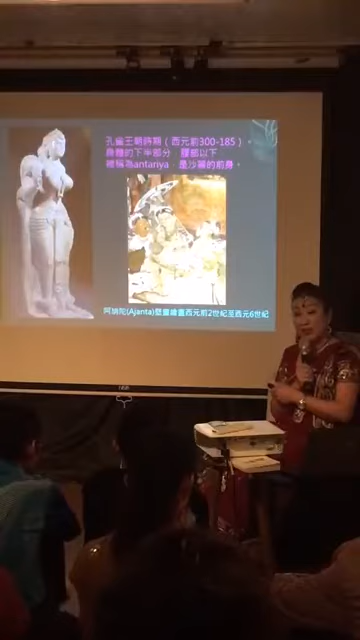 孔雀王朝時期（西元前300-185）。
身體的下半部分 腰部以下
裙稱為antariya，是沙麗的前身。
阿旃陀(Ajanta)壁畫繪畫西元前2世紀至西元6世紀